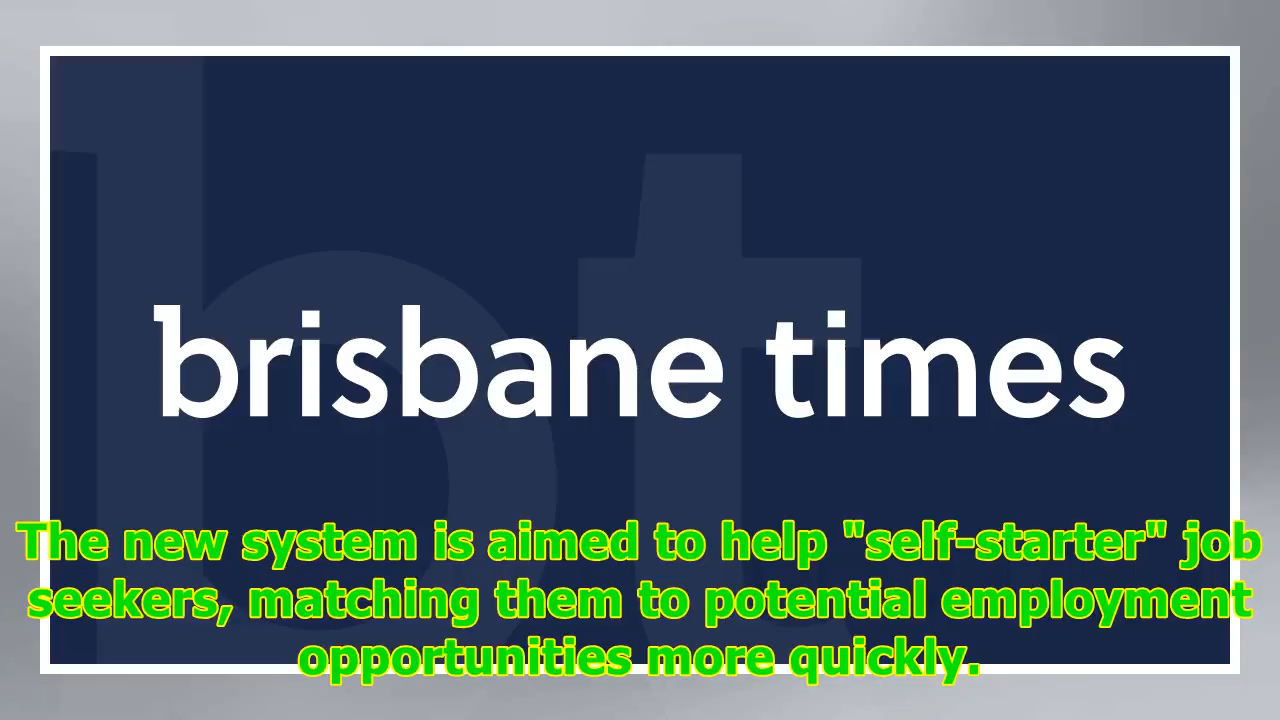 brisbane times
The new system is aimed to help "self-starter" job
seekers, matching them to potential employment
opportunities more quickly.